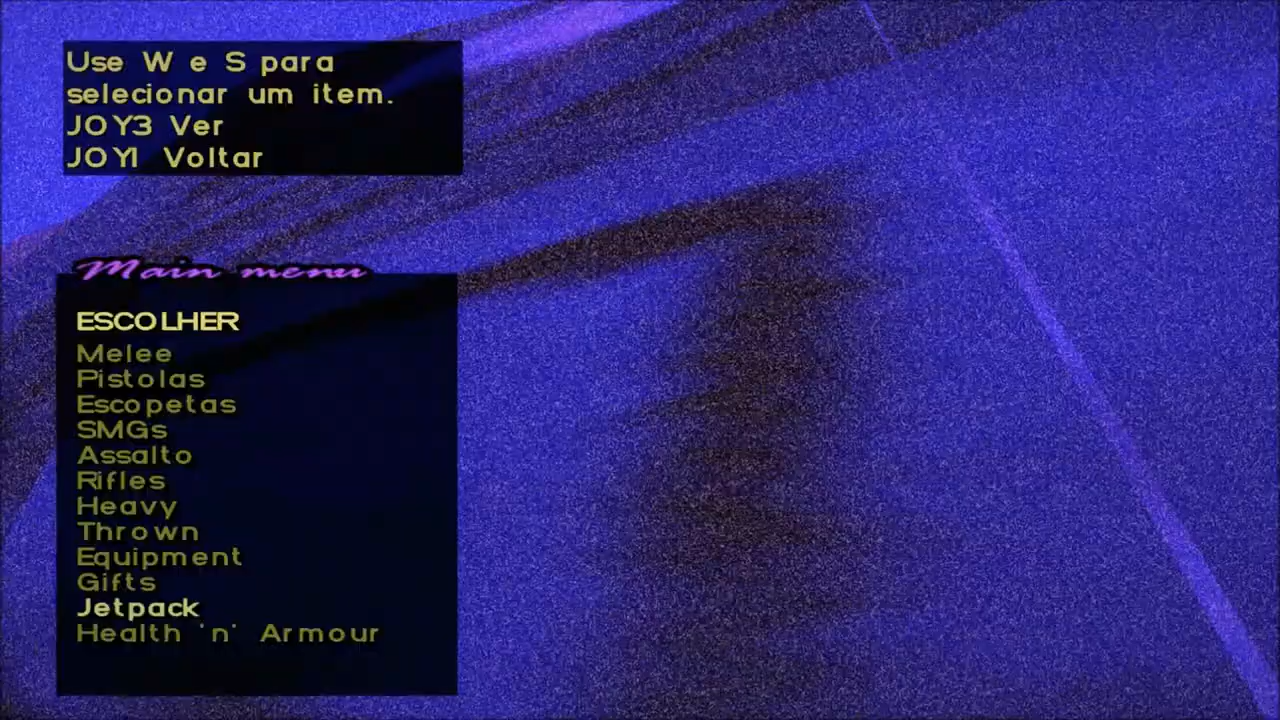 Use W e S para
selecionar um item.
JOY3 Ver
JOY1 Voltar
Main menu
ESCOLHER
Melee
Pistolas
Escopetas
SMGs
Assalto
Rifles
Heavy
Thrown
Equipment
Gifts
Jetpack
Health 'n' Armour